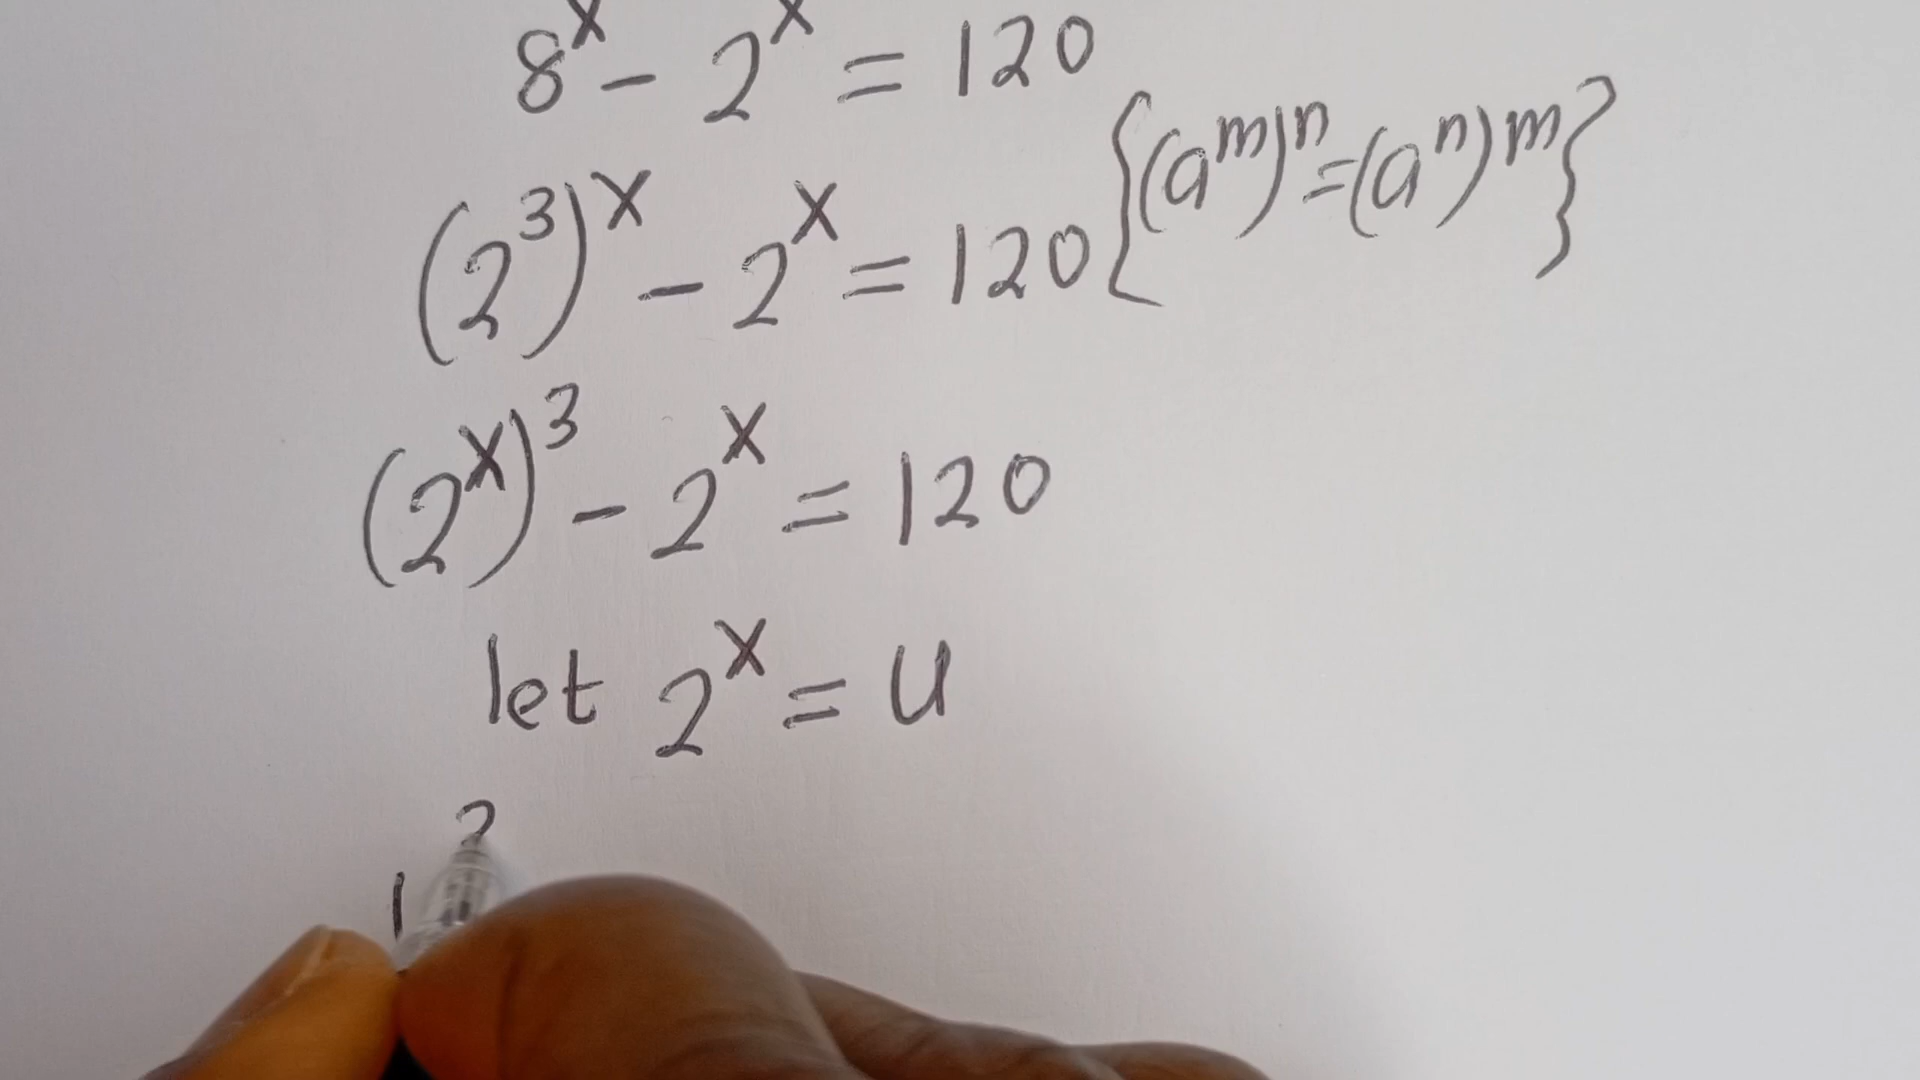 8^x - 2^x = 120
(2^3)^x - 2^x = 120 {(a^m)^n = (a^n)^m}
(2^x)^3 - 2^x = 120
let 2^x = u